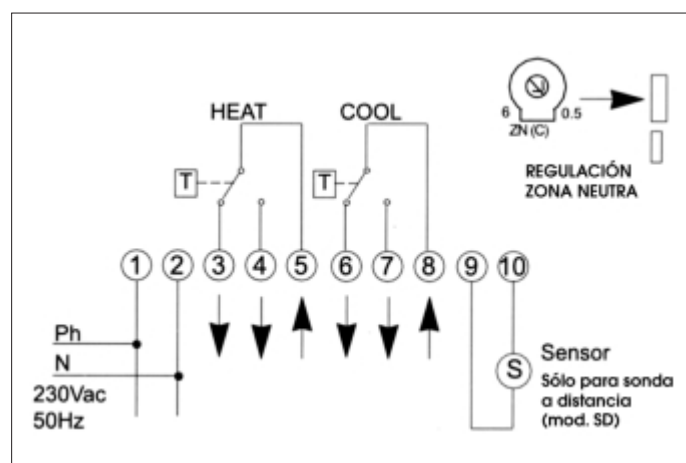 HEAT
COOL
T
T
6
0.5
ZN (C)
REGULACIÓN
ZONA NEUTRA
1 2 3 4 5 6 7 8 9 10
Ph
N
230Vac
50Hz
S
Sensor
Sólo para sonda
a distancia
(mod. SD)